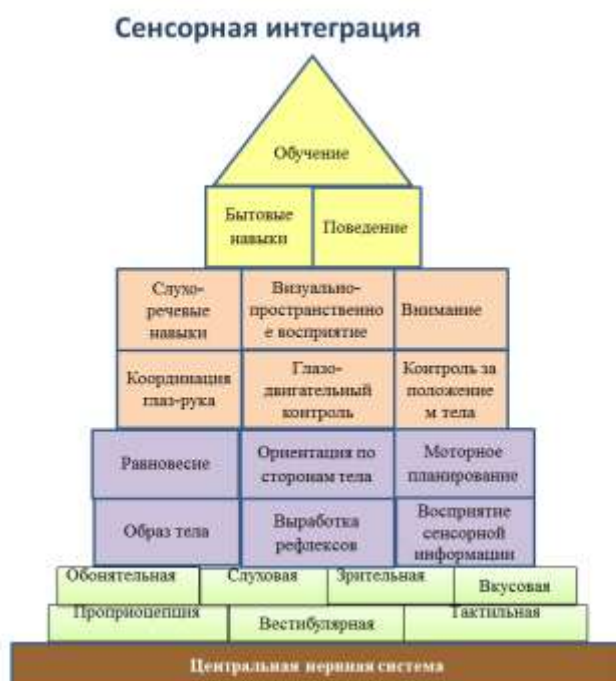 Сенсорная интеграция
Обучение
Бытовые
навыки
Поведение
Слухо-
речевые
навыки
Визуально-
пространственно
е восприятие
Внимание
Координация
глаз-рука
Глазо-
двигательный
контроль
Контроль за
положение
м тела
Равновесие
Ориентация по
сторонам тела
Моторное
планирование
Образ тела
Выработка
рефлексов
Восприятие
сенсорной
информации
Обонятельная
Слуховая
Зрительная
Вкусовая
Проприоцепция
Вестибулярная
Тактильная
Центральная нервная система